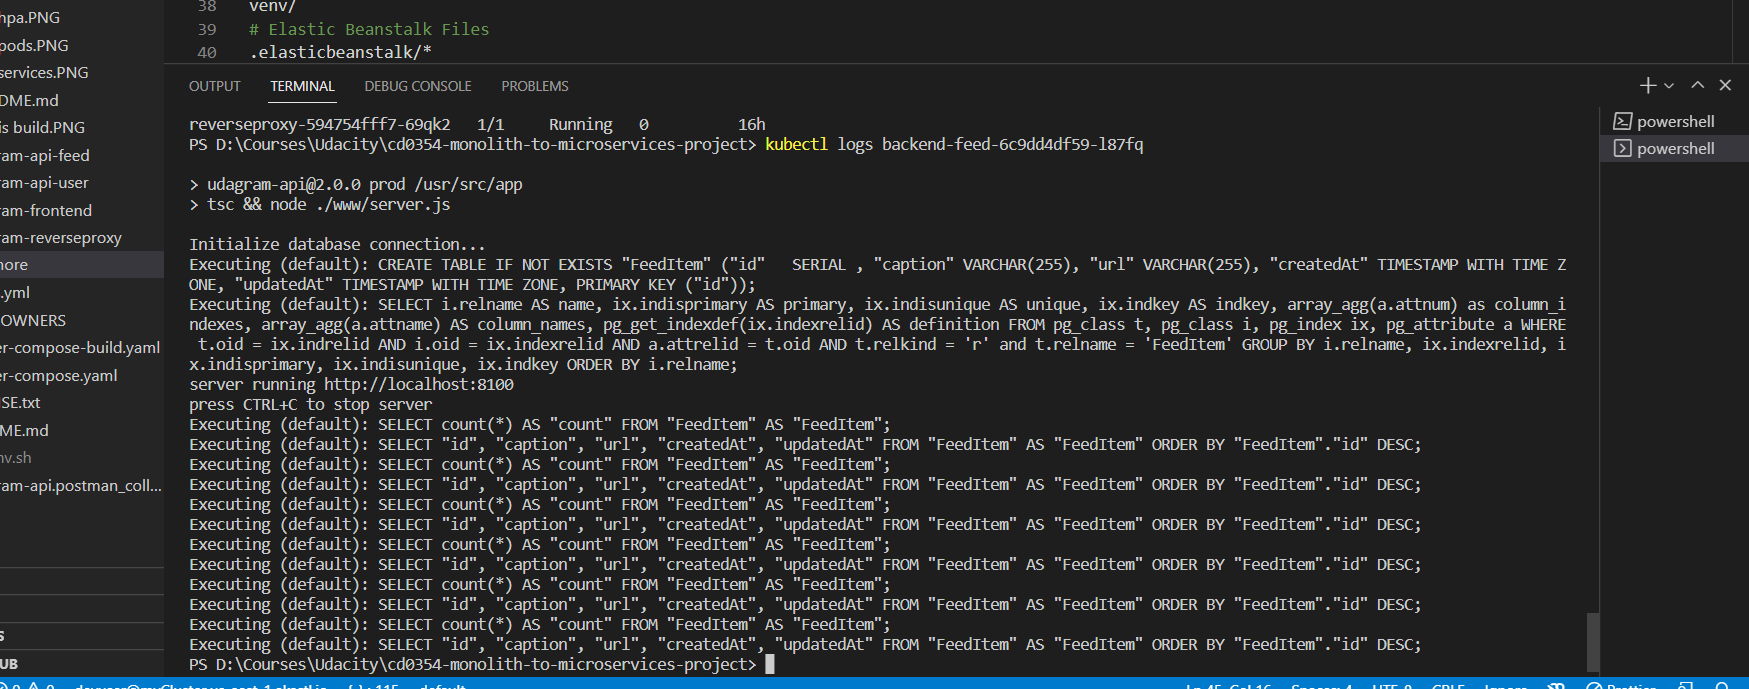 hpa.PNG
pods.PNG
services.PNG
DME.md
is build.PNG
ram-api-feed
ram-api-user
ram-frontend
ram-reverseproxy
nore
.yml
OWNERS
er-compose-build.yaml
er-compose.yaml
SE.txt
ME.md
nv.sh
ram-api.postman_coll...
S
UB
38 venv/
39 # Elastic Beanstalk Files
40 .elasticbeanstalk/*
OUTPUT TERMINAL DEBUG CONSOLE PROBLEMS
powershell
powershell
reverseproxy-594754fff7-69qk2 1/1 Running 0 16h
PS D:\Courses\Udacity\cd0354-monolith-to-microservices-project> kubectl logs backend-feed-6c9dd4df59-l87fq
> udagram-api@2.0.0 prod /usr/src/app
> tsc && node ./www/server.js
Initialize database connection...
Executing (default): CREATE TABLE IF NOT EXISTS "FeedItem" ("id"   SERIAL , "caption" VARCHAR(255), "url" VARCHAR(255), "createdAt" TIMESTAMP WITH TIME Z
ONE, "updatedAt" TIMESTAMP WITH TIME ZONE, PRIMARY KEY ("id"));
Executing (default): SELECT i.relname AS name, ix.indisprimary AS primary, ix.indisunique AS unique, ix.indkey AS indkey, array_agg(a.attnum) as column_i
ndexes, array_agg(a.attname) AS column_names, pg_get_indexdef(ix.indexrelid) AS definition FROM pg_class t, pg_class i, pg_index ix, pg_attribute a WHERE
t.oid = ix.indrelid AND i.oid = ix.indexrelid AND a.attrelid = t.oid AND t.relkind = 'r' and t.relname = 'FeedItem' GROUP BY i.relname, ix.indexrelid, i
x.indisprimary, ix.indisunique, ix.indkey ORDER BY i.relname;
server running http://localhost:8100
press CTRL+C to stop server
Executing (default): SELECT count(*) AS "count" FROM "FeedItem" AS "FeedItem";
Executing (default): SELECT "id", "caption", "url", "createdAt", "updatedAt" FROM "FeedItem" AS "FeedItem" ORDER BY "FeedItem"."id" DESC;
Executing (default): SELECT count(*) AS "count" FROM "FeedItem" AS "FeedItem";
Executing (default): SELECT "id", "caption", "url", "createdAt", "updatedAt" FROM "FeedItem" AS "FeedItem" ORDER BY "FeedItem"."id" DESC;
Executing (default): SELECT count(*) AS "count" FROM "FeedItem" AS "FeedItem";
Executing (default): SELECT "id", "caption", "url", "createdAt", "updatedAt" FROM "FeedItem" AS "FeedItem" ORDER BY "FeedItem"."id" DESC;
Executing (default): SELECT count(*) AS "count" FROM "FeedItem" AS "FeedItem";
Executing (default): SELECT "id", "caption", "url", "createdAt", "updatedAt" FROM "FeedItem" AS "FeedItem" ORDER BY "FeedItem"."id" DESC;
Executing (default): SELECT count(*) AS "count" FROM "FeedItem" AS "FeedItem";
Executing (default): SELECT "id", "caption", "url", "createdAt", "updatedAt" FROM "FeedItem" AS "FeedItem" ORDER BY "FeedItem"."id" DESC;
Executing (default): SELECT count(*) AS "count" FROM "FeedItem" AS "FeedItem";
Executing (default): SELECT "id", "caption", "url", "createdAt", "updatedAt" FROM "FeedItem" AS "FeedItem" ORDER BY "FeedItem"."id" DESC;
PS D:\Courses\Udacity\cd0354-monolith-to-microservices-project>